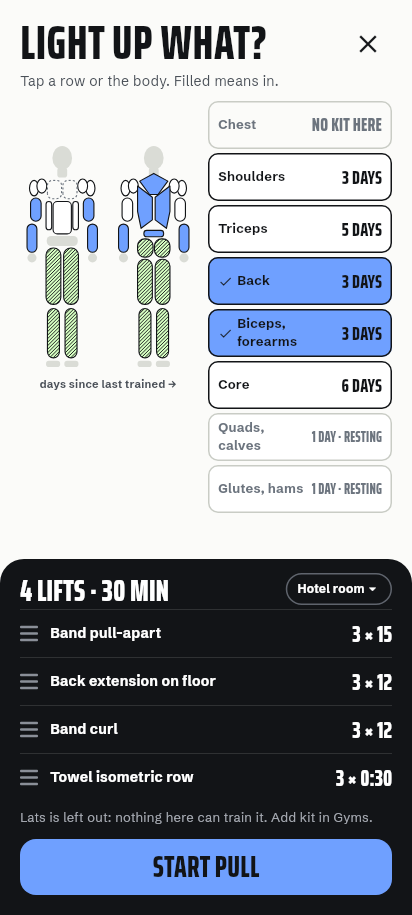 LIGHT UP WHAT?
Tap a row or the body. Filled means in.
Chest NO KIT HERE
Shoulders 3 DAYS
Triceps 5 DAYS
Back 3 DAYS
Biceps, forearms 3 DAYS
Core 6 DAYS
Quads, calves 1 DAY · RESTING
Glutes, hams 1 DAY · RESTING
days since last trained →
4 LIFTS · 30 MIN
Hotel room
Band pull-apart 3 × 15
Back extension on floor 3 × 12
Band curl 3 × 12
Towel isometric row 3 × 0:30
Lats is left out: nothing here can train it. Add kit in Gyms.
START PULL